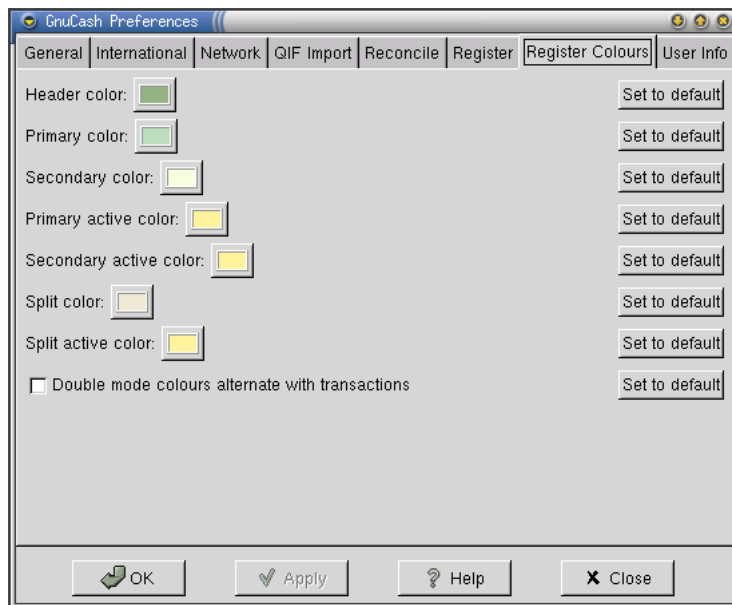 GnuCash Preferences
General International Network QIF Import Reconcile Register Register Colours User Info
Header color: Set to default
Primary color: Set to default
Secondary color: Set to default
Primary active color: Set to default
Secondary active color: Set to default
Split color: Set to default
Split active color: Set to default
Double mode colours alternate with transactions Set to default
OK Apply Help Close